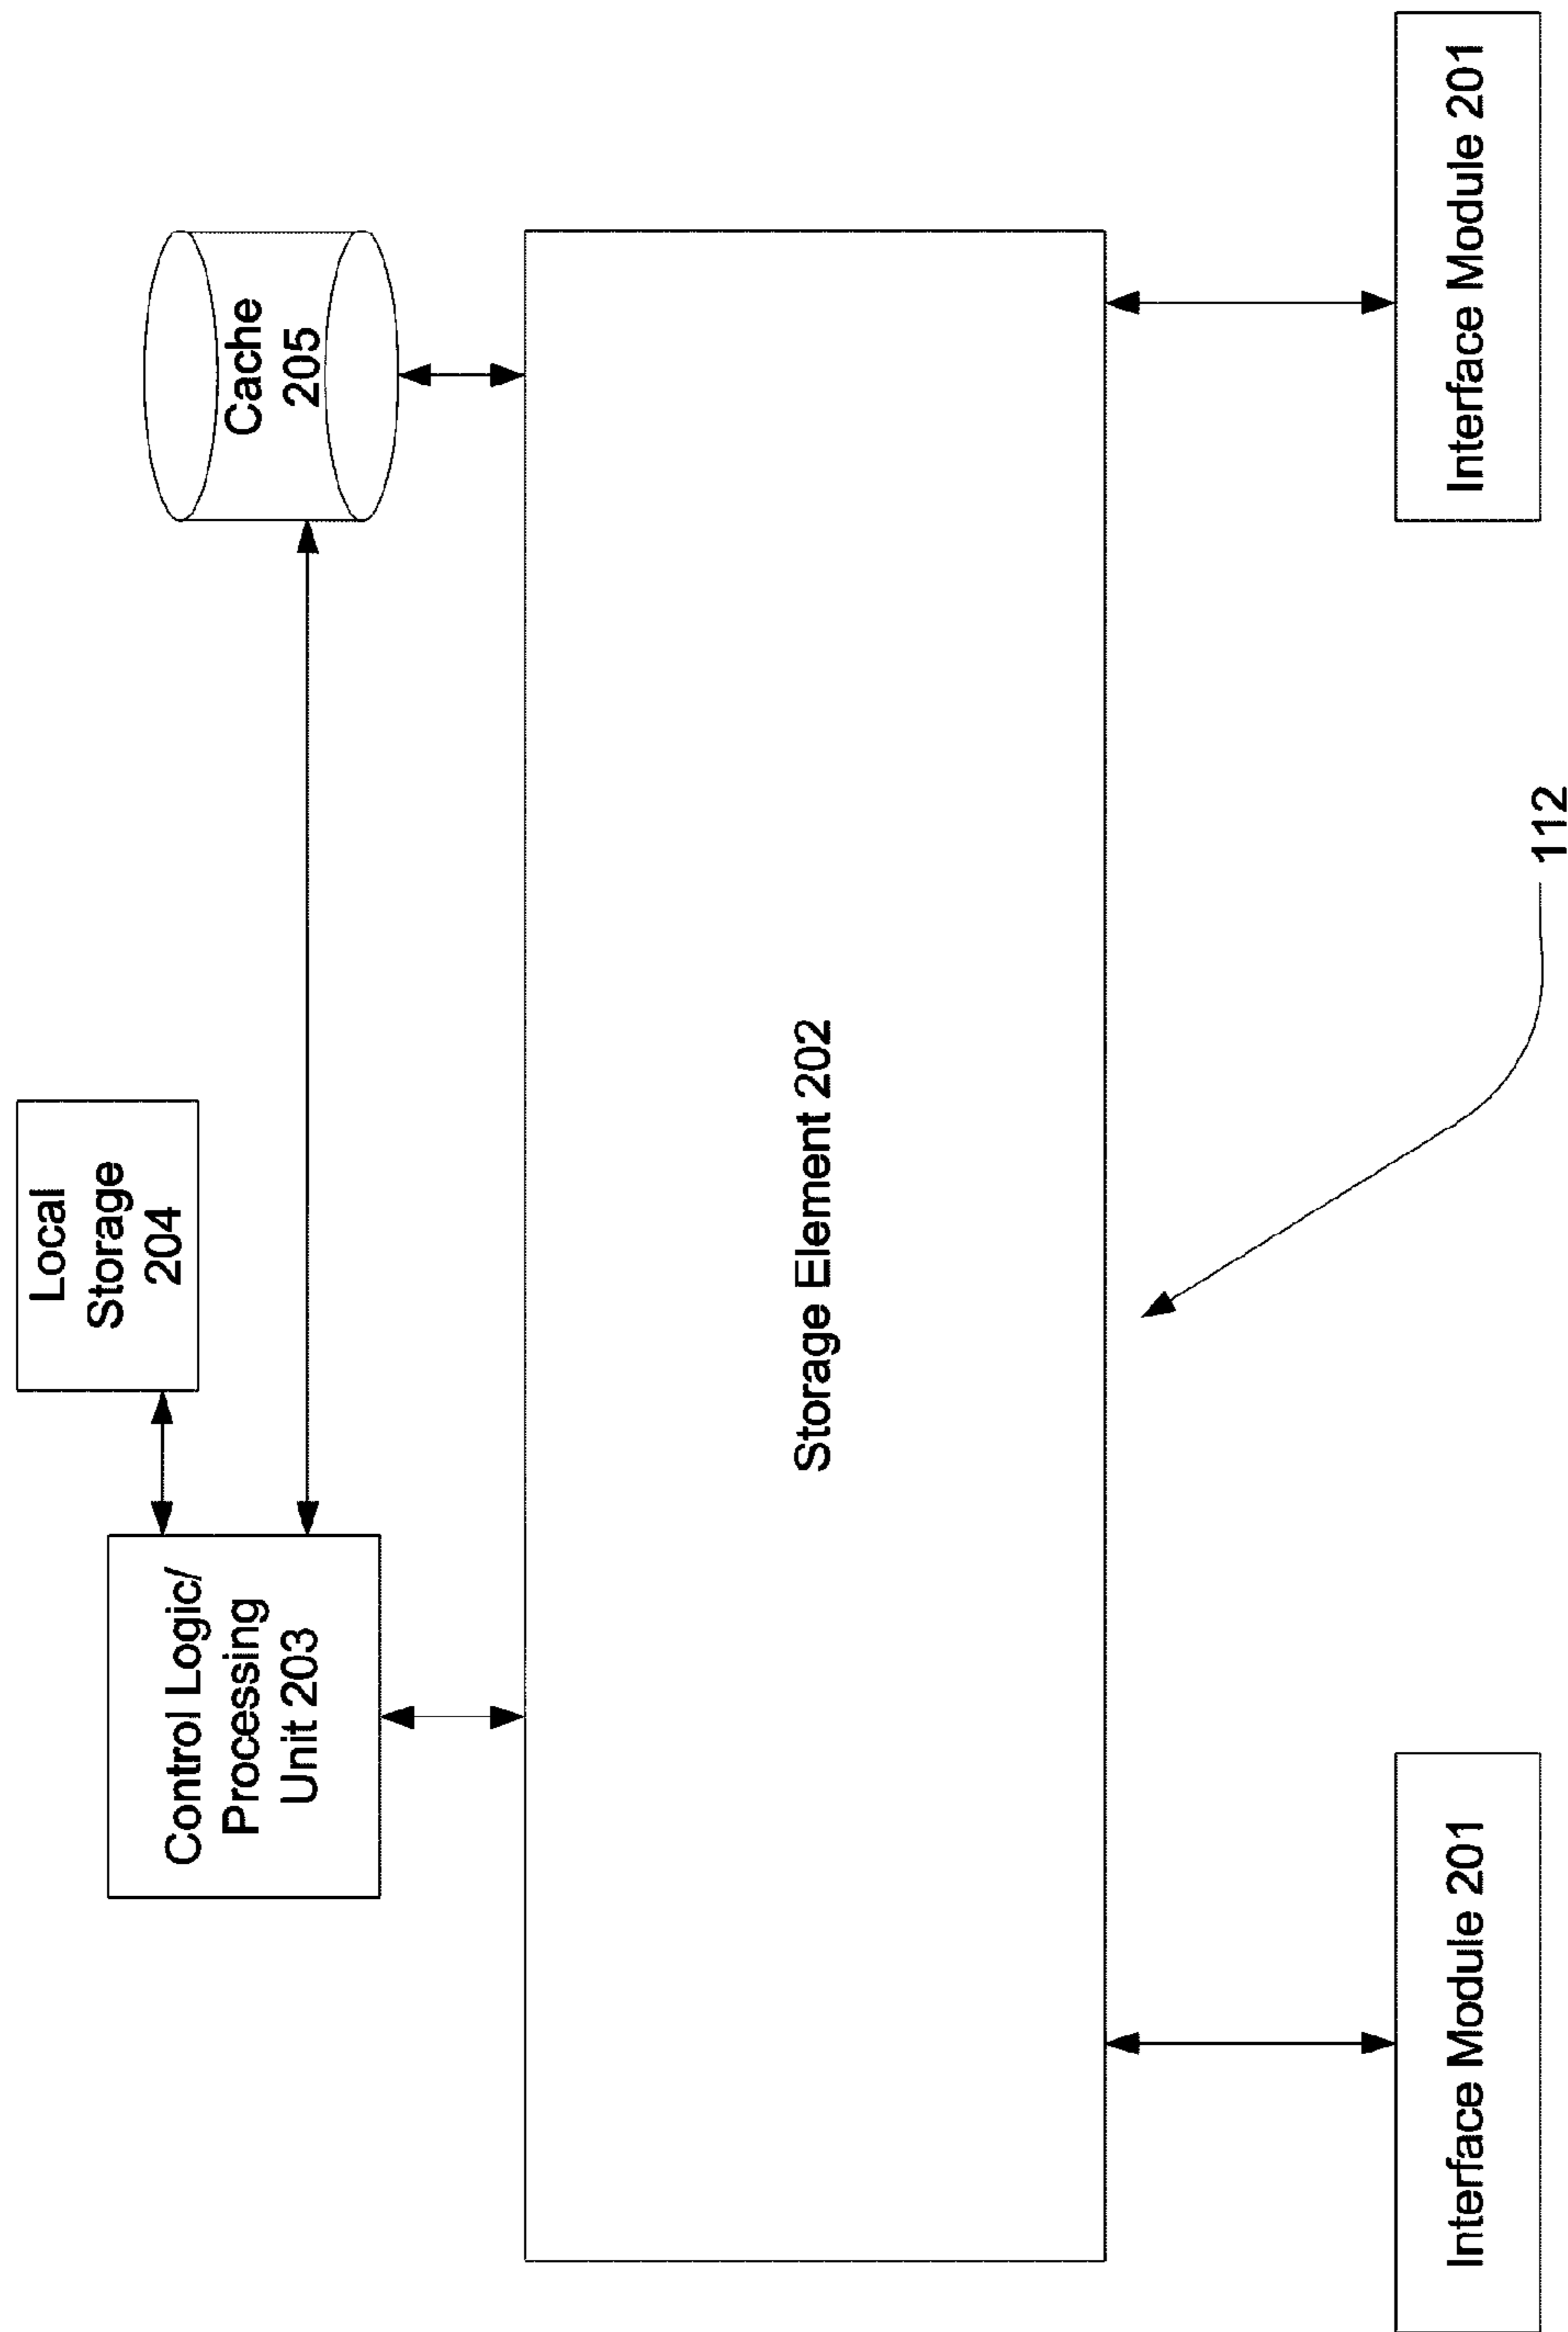 Local
Storage
204
Control Logic/
Processing
Unit 203
Cache
205
Storage Element 202
Interface Module 201
Interface Module 201
112